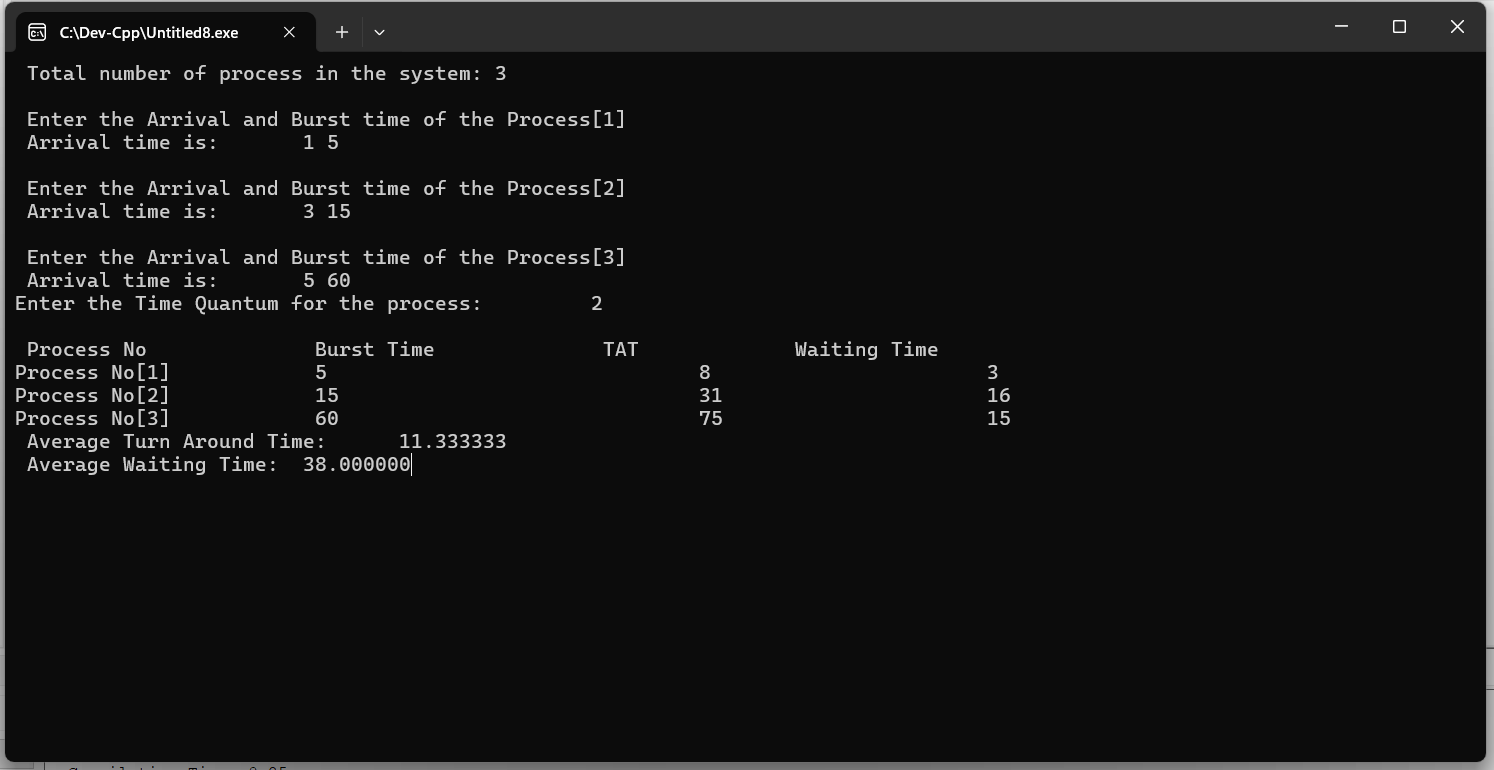 C:\Dev-Cpp\Untitled8.exe
Total number of process in the system: 3
Enter the Arrival and Burst time of the Process[1]
Arrival time is: 1 5
Enter the Arrival and Burst time of the Process[2]
Arrival time is: 3 15
Enter the Arrival and Burst time of the Process[3]
Arrival time is: 5 60
Enter the Time Quantum for the process: 2
Process No Burst Time TAT Waiting Time
Process No[1] 5 8 3
Process No[2] 15 31 16
Process No[3] 60 75 15
Average Turn Around Time: 11.333333
Average Waiting Time: 38.000000